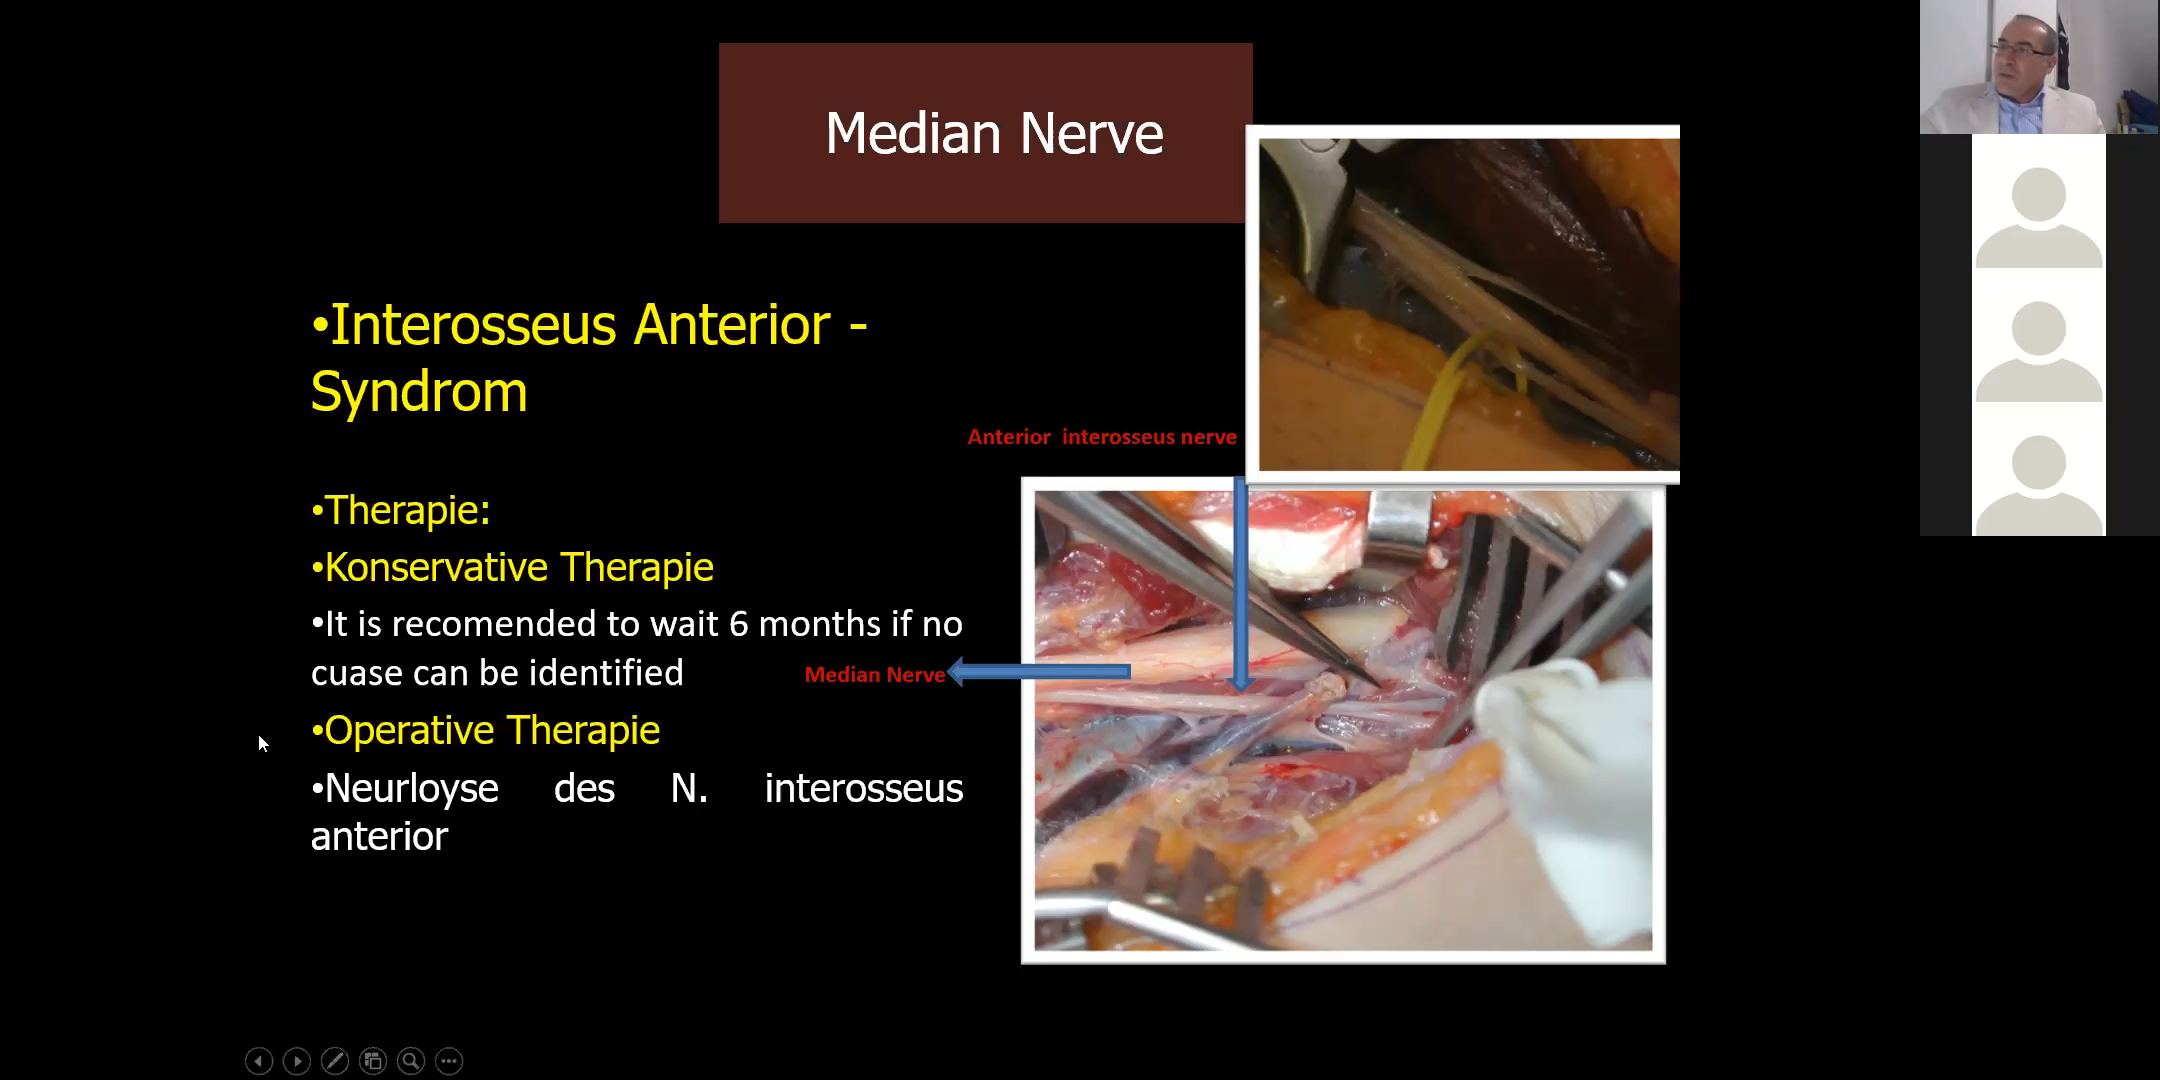 Median Nerve
•Interosseus Anterior -
Syndrom
Anterior interosseus nerve
•Therapie:
•Konservative Therapie
•It is recomended to wait 6 months if no
cuase can be identified
Median Nerve
•Operative Therapie
•Neurloyse des N. interosseus
anterior